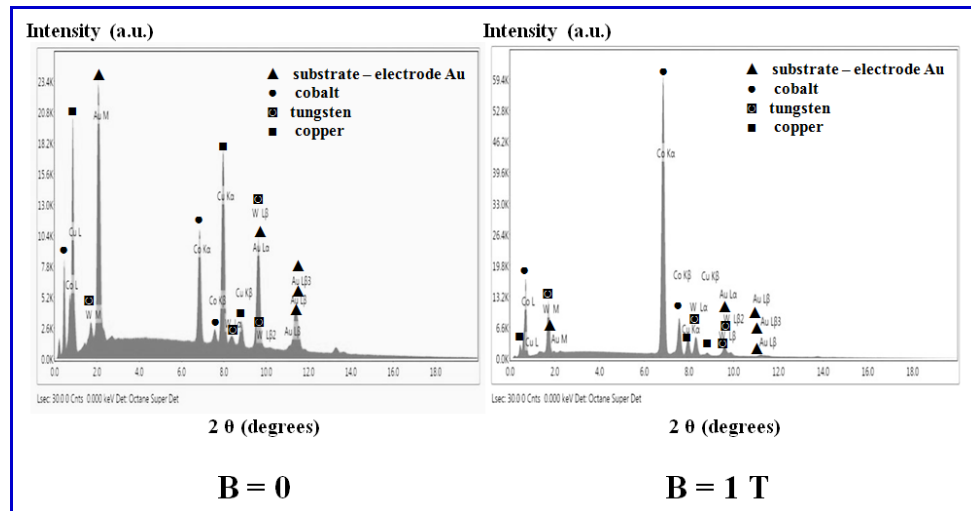 Intensity (a.u.)
▲ substrate – electrode Au
● cobalt
◙ tungsten
■ copper
23.4K
20.8K
18.2K
15.6K
13.0K
10.4K
7.8K
5.2K
2.6K
0.0K
Au M
Cu L
Co L
W M
Co Kα
Cu Kα
Co Kβ
Cu Kβ
W Lα
W Lβ
Au Lα
W Lβ2
Au Lβ3
Au Lβ
Au Lβ
0.0 2.0 4.0 6.0 8.0 10.0 12.0 14.0 16.0 18.0
Lsec: 30.0 0 Cnts 0.000 keV Det: Octane Super Det
2 θ (degrees)
B = 0
Intensity (a.u.)
▲ substrate – electrode Au
● cobalt
◙ tungsten
■ copper
59.4K
52.8K
46.2K
39.6K
33.0K
26.4K
19.8K
13.2K
6.6K
0.0K
Co Kα
Co L
Cu L
W M
Au M
Co Kβ
Cu Kβ
Cu Kα
W Lα
Au Lα
W Lβ2
W Lβ
Au Lβ
Au Lβ3
Au Lβ
0.0 2.0 4.0 6.0 8.0 10.0 12.0 14.0 16.0 18.0
Lsec: 30.0 0 Cnts 0.000 keV Det: Octane Super Det
2 θ (degrees)
B = 1 T